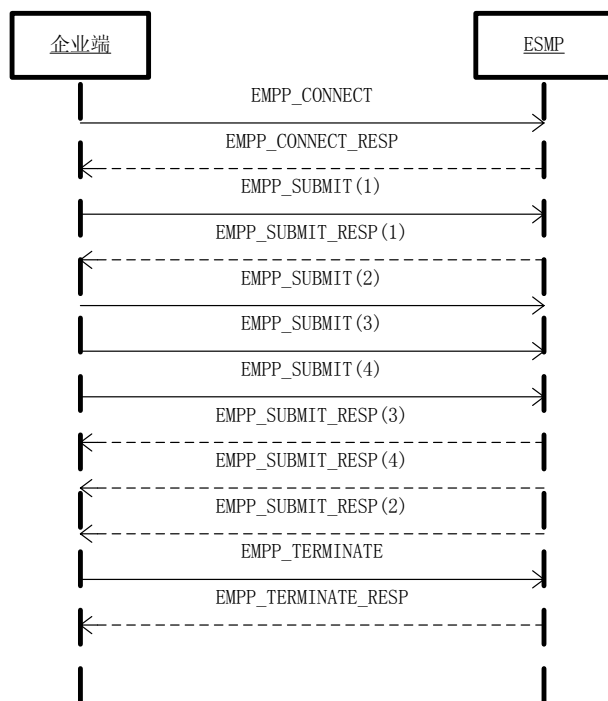 企业端
ESMP
EMPP_CONNECT
EMPP_CONNECT_RESP
EMPP_SUBMIT(1)
EMPP_SUBMIT_RESP(1)
EMPP_SUBMIT(2)
EMPP_SUBMIT(3)
EMPP_SUBMIT(4)
EMPP_SUBMIT_RESP(3)
EMPP_SUBMIT_RESP(4)
EMPP_SUBMIT_RESP(2)
EMPP_TERMINATE
EMPP_TERMINATE_RESP